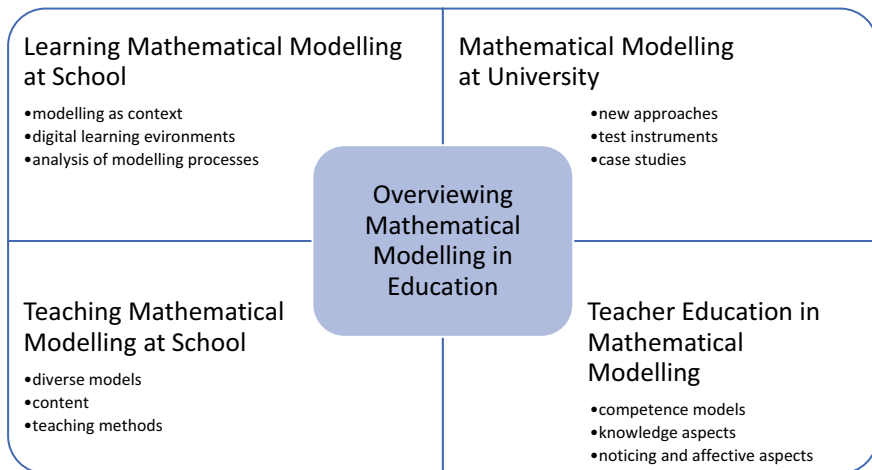 Learning Mathematical Modelling
at School
•modelling as context
•digital learning evironments
•analysis of modelling processes
Mathematical Modelling
at University
•new approaches
•test instruments
•case studies
Overviewing
Mathematical
Modelling in
Education
Teaching Mathematical
Modelling at School
•diverse models
•content
•teaching methods
Teacher Education in
Mathematical
Modelling
•competence models
•knowledge aspects
•noticing and affective aspects